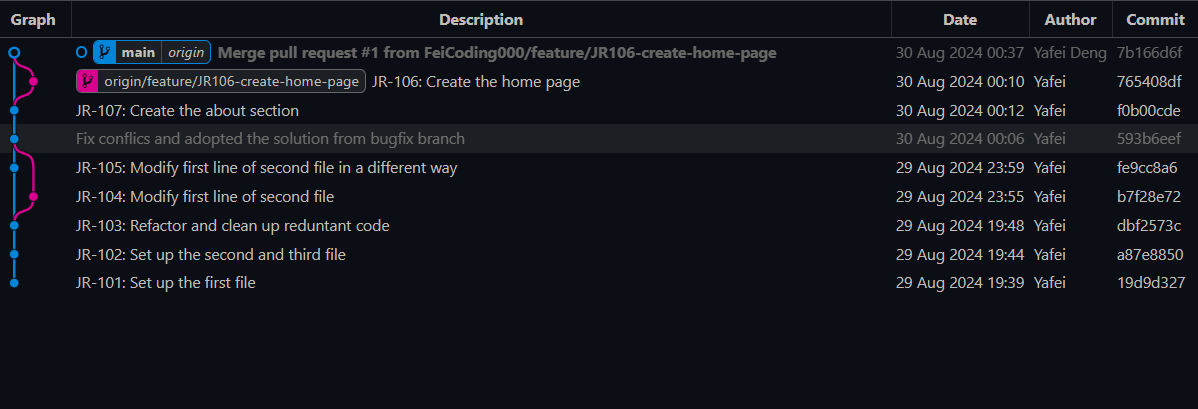 Graph Description Date Author Commit
main origin Merge pull request #1 from FeiCoding000/feature/JR106-create-home-page 30 Aug 2024 00:37 Yafei Deng 7b166d6f
origin/feature/JR106-create-home-page JR-106: Create the home page 30 Aug 2024 00:10 Yafei 765408df
JR-107: Create the about section 30 Aug 2024 00:12 Yafei f0b00cde
Fix conflics and adopted the solution from bugfix branch 30 Aug 2024 00:06 Yafei 593b6eef
JR-105: Modify first line of second file in a different way 29 Aug 2024 23:59 Yafei fe9cc8a6
JR-104: Modify first line of second file 29 Aug 2024 23:55 Yafei b7f28e72
JR-103: Refactor and clean up reduntant code 29 Aug 2024 19:48 Yafei dbf2573c
JR-102: Set up the second and third file 29 Aug 2024 19:44 Yafei a87e8850
JR-101: Set up the first file 29 Aug 2024 19:39 Yafei 19d9d327